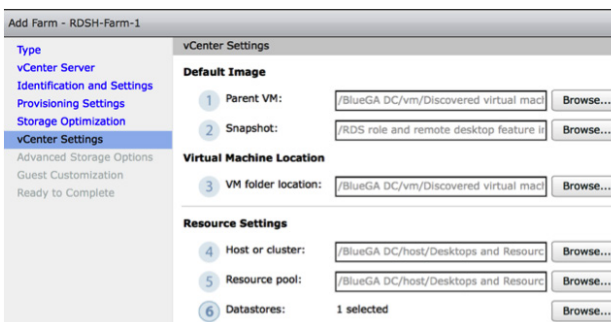 Add Farm - RDSH-Farm-1
Type
vCenter Server
Identification and Settings
Provisioning Settings
Storage Optimization
vCenter Settings
Advanced Storage Options
Guest Customization
Ready to Complete
vCenter Settings
Default Image
1 Parent VM: /BlueGA DC/vm/Discovered virtual macl Browse...
2 Snapshot: /RDS role and remote desktop feature ir Browse...
Virtual Machine Location
3 VM folder location: /BlueGA DC/vm/Discovered virtual macl Browse...
Resource Settings
4 Host or cluster: /BlueGA DC/host/Desktops and Resourc Browse...
5 Resource pool: /BlueGA DC/host/Desktops and Resourc Browse...
6 Datastores: 1 selected Browse...